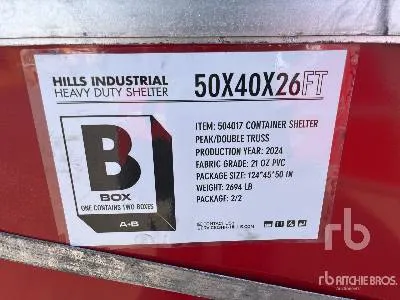 HILLS INDUSTRIAL
HEAVY DUTY SHELTER
50X40X26FT
B
BOX
ONE CONTAINS TWO BOXES
A-B
ITEM: 504017 CONTAINER SHELTER
PEAK/DOUBLE TRUSS
PRODUCTION YEAR: 2024
FABRIC GRADE: 21 OZ PVC
PACKAGE SIZE: 124*45*50 IN
WEIGHT: 2694 LB
PACKAGE: 2/2
rb
rb RITCHIE BROS.